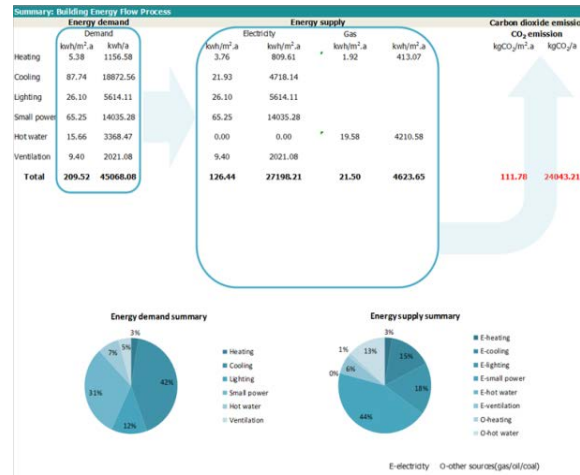 Summary: Building Energy Flow Process
Energy demand Energy supply Carbon dioxide emission
Demand Electricity Gas CO2 emission
kwh/m².a kwh/a kwh/m².a kwh/a kwh/m².a kwh/a kgCO2/m².a kgCO2/a
Heating 5.38 1156.58 3.76 809.61 1.92 413.07
Cooling 87.74 18872.56 21.93 4718.14
Lighting 26.10 5614.11 26.10 5614.11
Small power 65.25 14035.28 65.25 14035.28
Hot water 15.66 3368.47 0.00 0.00 19.58 4210.58
Ventilation 9.40 2021.08 9.40 2021.08
Total 209.52 45068.08 126.44 27198.21 21.50 4623.65 111.78 24043.21
Energy demand summary
3%
42%
12%
31%
7%
5%
Heating
Cooling
Lighting
Small power
Hot water
Ventilation
Energy supply summary
3%
15%
18%
44%
0%
6%
1%
13%
E-heating
E-cooling
E-lighting
E-small power
E-hot water
E-ventilation
O-heating
O-hot water
E-electricity O-other sources(gas/oil/coal)